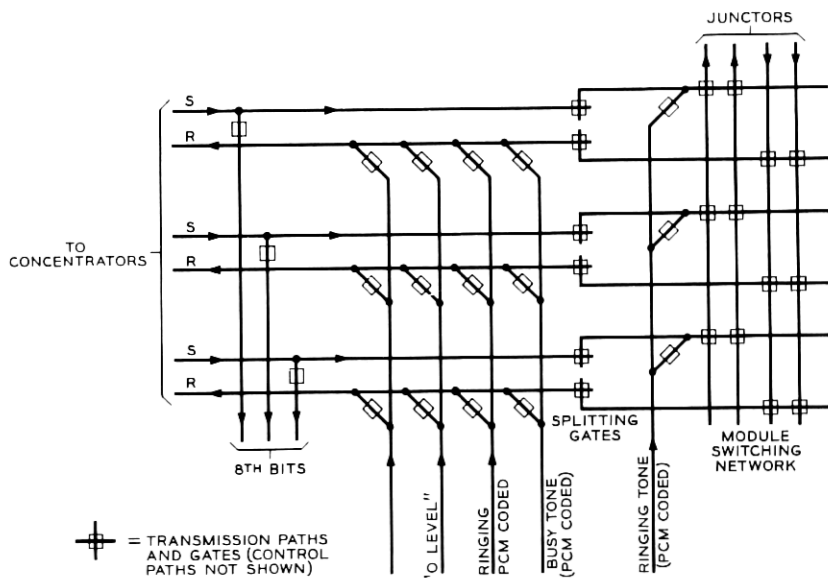 JUNCTORS
S
R
TO
CONCENTRATORS
S
R
S
R
8TH BITS
SPLITTING
GATES
MODULE
SWITCHING
NETWORK
= TRANSMISSION PATHS
AND GATES (CONTROL
PATHS NOT SHOWN)
LEVEL"
RINGING
PCM CODED
BUSY TONE
(PCM CODED)
RINGING TONE
(PCM CODED)